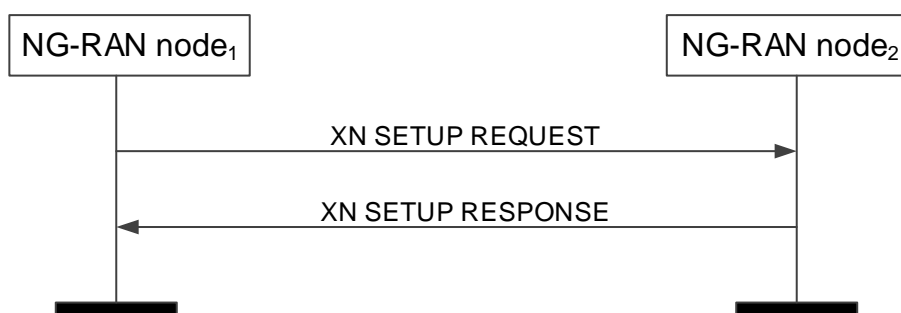 NG-RAN node₁
NG-RAN node₂
XN SETUP REQUEST
XN SETUP RESPONSE